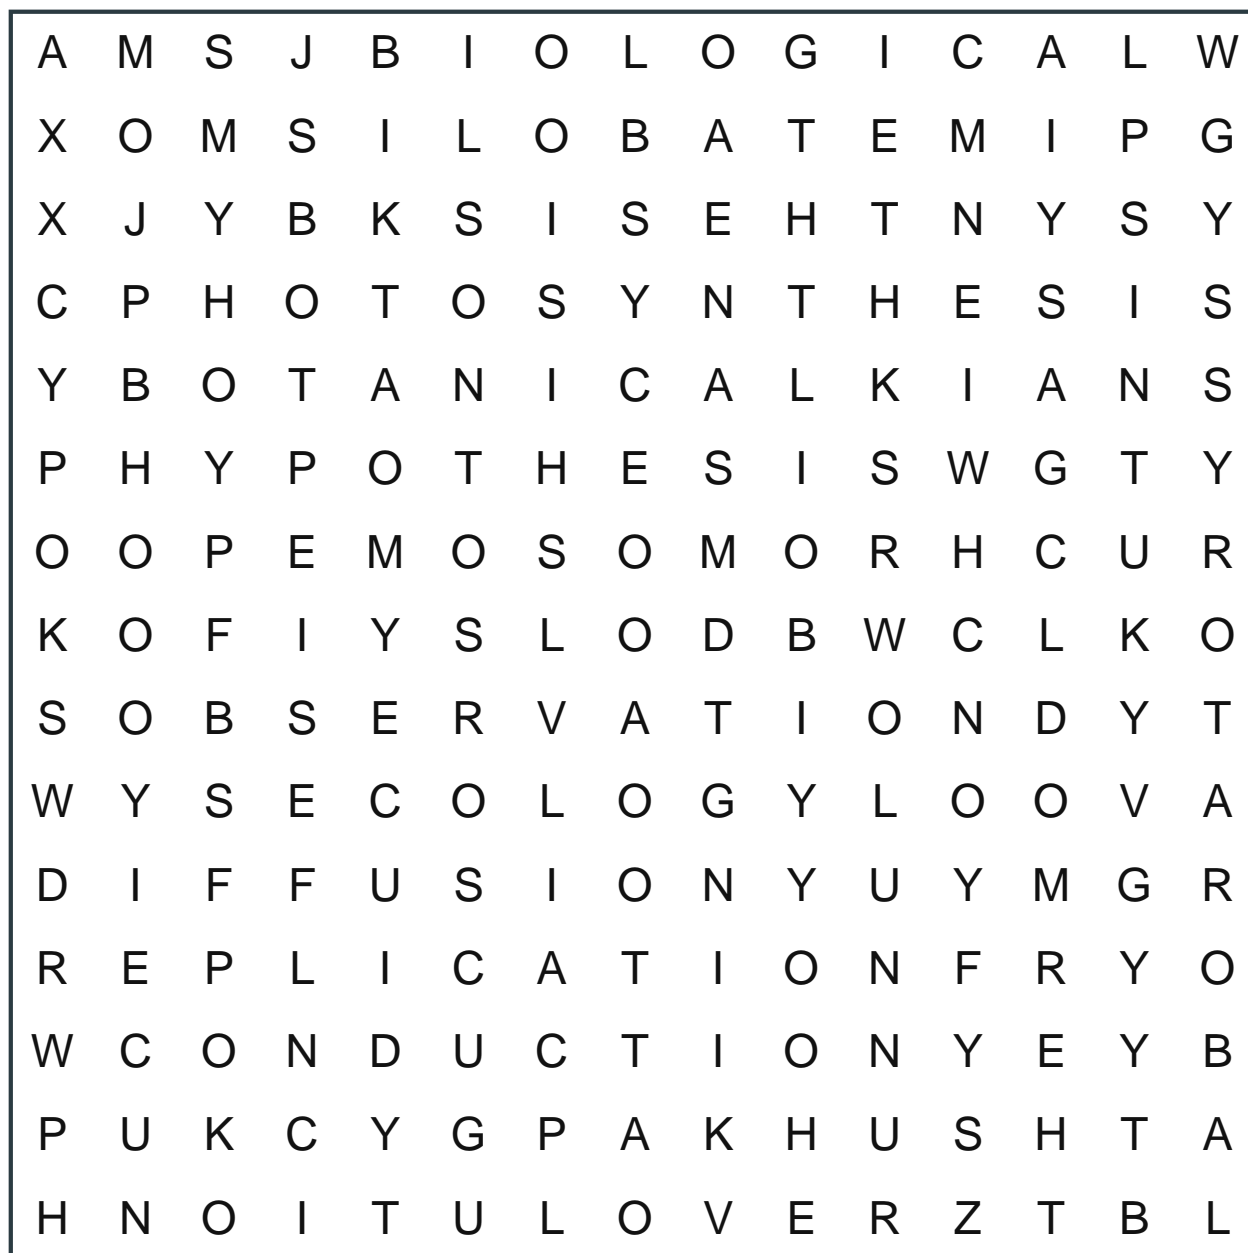 A M S J B I O L O G I C A L W
X O M S I L O B A T E M I P G
X J Y B K S I S E H T N Y S Y
C P H O T O S Y N T H E S I S
Y B O T A N I C A L K I A N S
P H Y P O T H E S I S W G T Y
O O P E M O S O M O R H C U R
K O F I Y S L O D B W C L K O
S O B S E R V A T I O N D Y T
W Y S E C O L O G Y L O O V A
D I F F U S I O N Y U Y M G R
R E P L I C A T I O N F R Y O
W C O N D U C T I O N Y E Y B
P U K C Y G P A K H U S H T A
H N O I T U L O V E R Z T B L